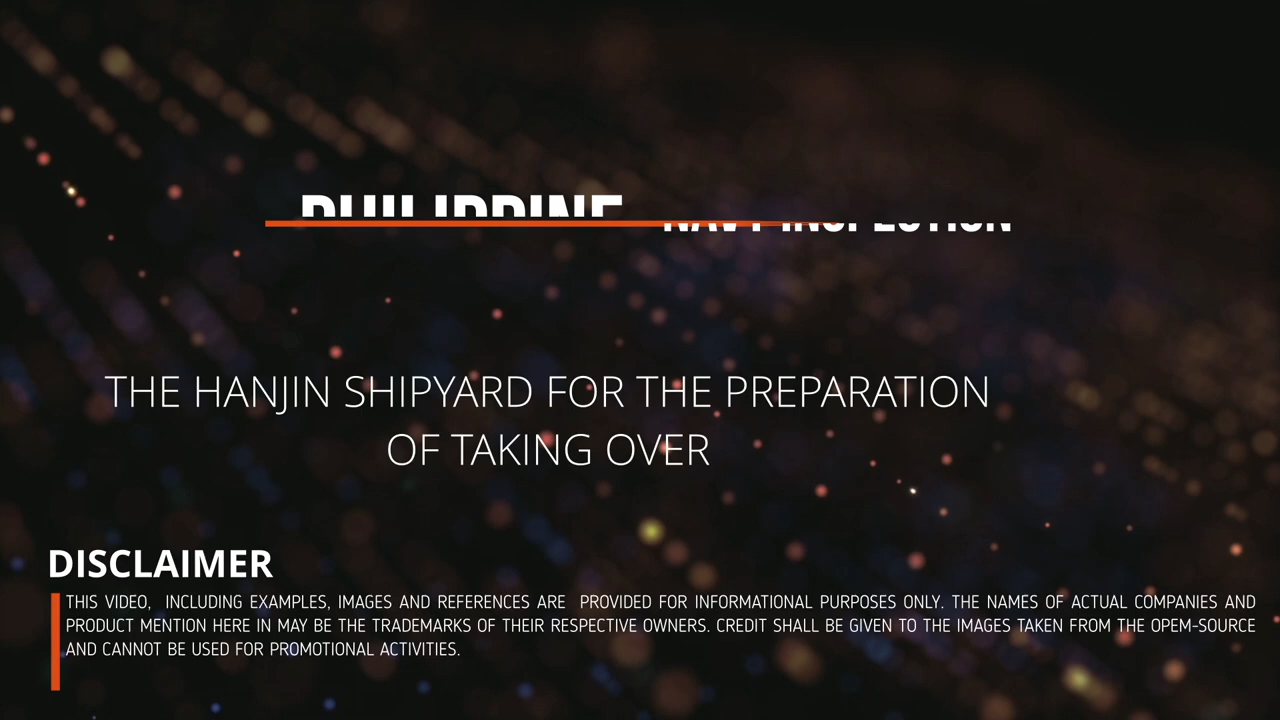 PHILIPPINE NAVY INSPECTION
THE HANJIN SHIPYARD FOR THE PREPARATION
OF TAKING OVER
DISCLAIMER
THIS VIDEO, INCLUDING EXAMPLES, IMAGES AND REFERENCES ARE PROVIDED FOR INFORMATIONAL PURPOSES ONLY. THE NAMES OF ACTUAL COMPANIES AND
PRODUCT MENTION HERE IN MAY BE THE TRADEMARKS OF THEIR RESPECTIVE OWNERS. CREDIT SHALL BE GIVEN TO THE IMAGES TAKEN FROM THE OPEM-SOURCE
AND CANNOT BE USED FOR PROMOTIONAL ACTIVITIES.